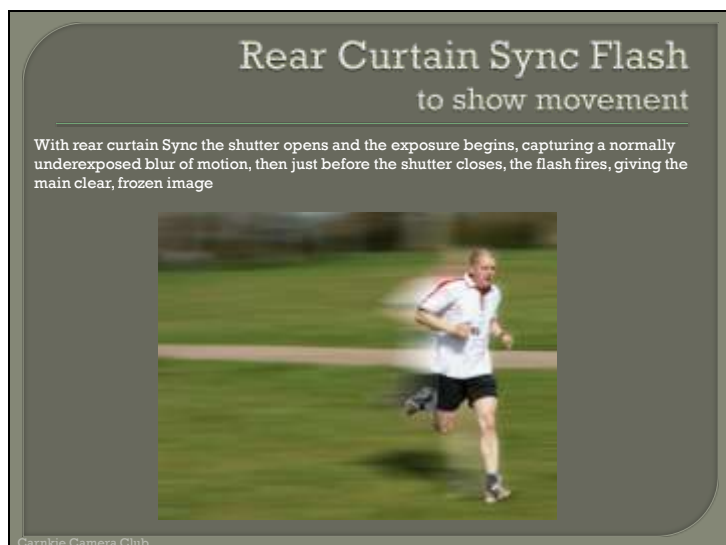 Rear Curtain Sync Flash
to show movement
With rear curtain Sync the shutter opens and the exposure begins, capturing a normally
underexposed blur of motion, then just before the shutter closes, the flash fires, giving the
main clear, frozen image
Carnkie Camera Club